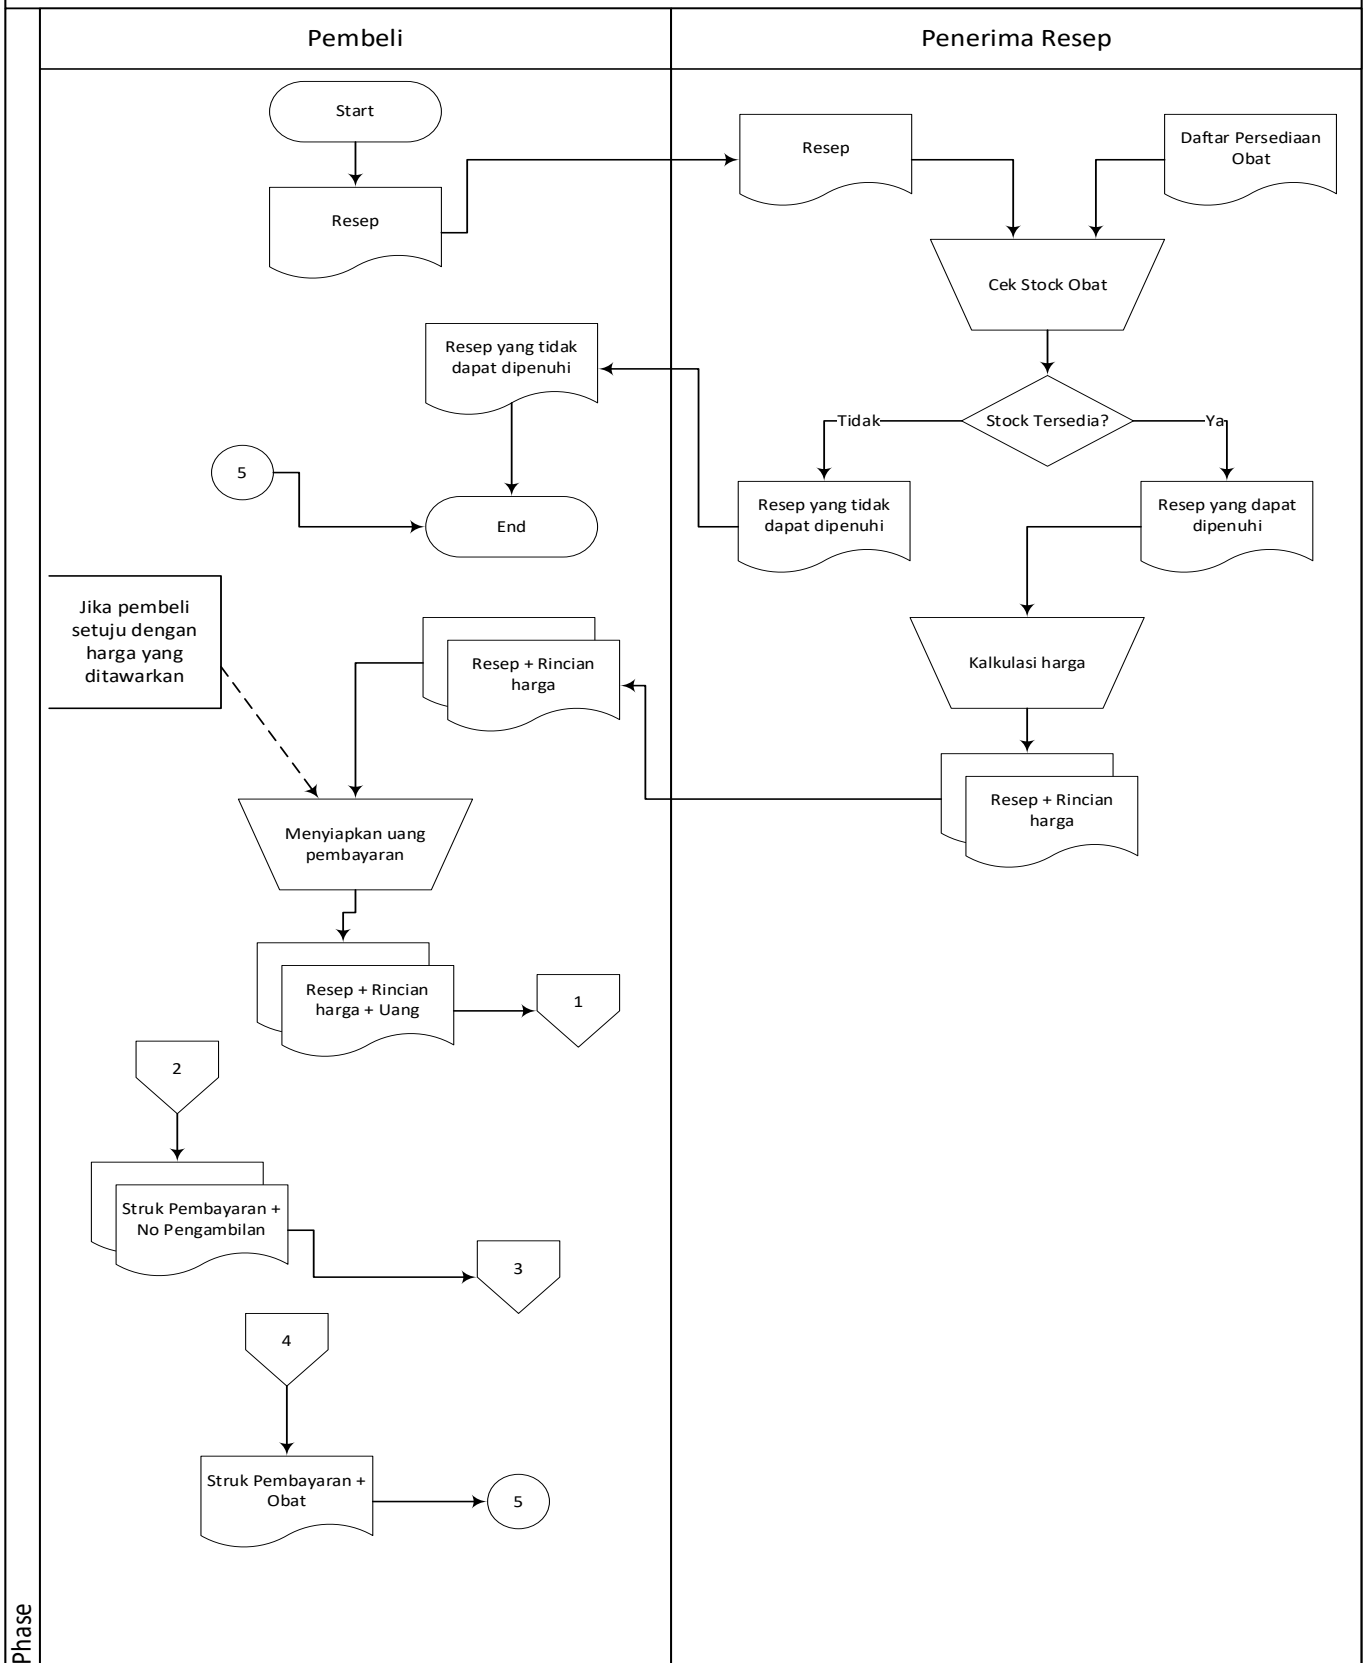 Pembeli
Penerima Resep
Start
Resep
Resep
Daftar Persediaan
Obat
Cek Stock Obat
Resep yang tidak
dapat dipenuhi
Stock Tersedia?
Tidak
Ya
5
End
Resep yang tidak
dapat dipenuhi
Resep yang dapat
dipenuhi
Jika pembeli
setuju dengan
harga yang
ditawarkan
Resep + Rincian
harga
Kalkulasi harga
Resep + Rincian
harga
Menyiapkan uang
pembayaran
Resep + Rincian
harga + Uang
1
2
Struk Pembayaran +
No Pengambilan
3
4
Struk Pembayaran +
Obat
5
Phase